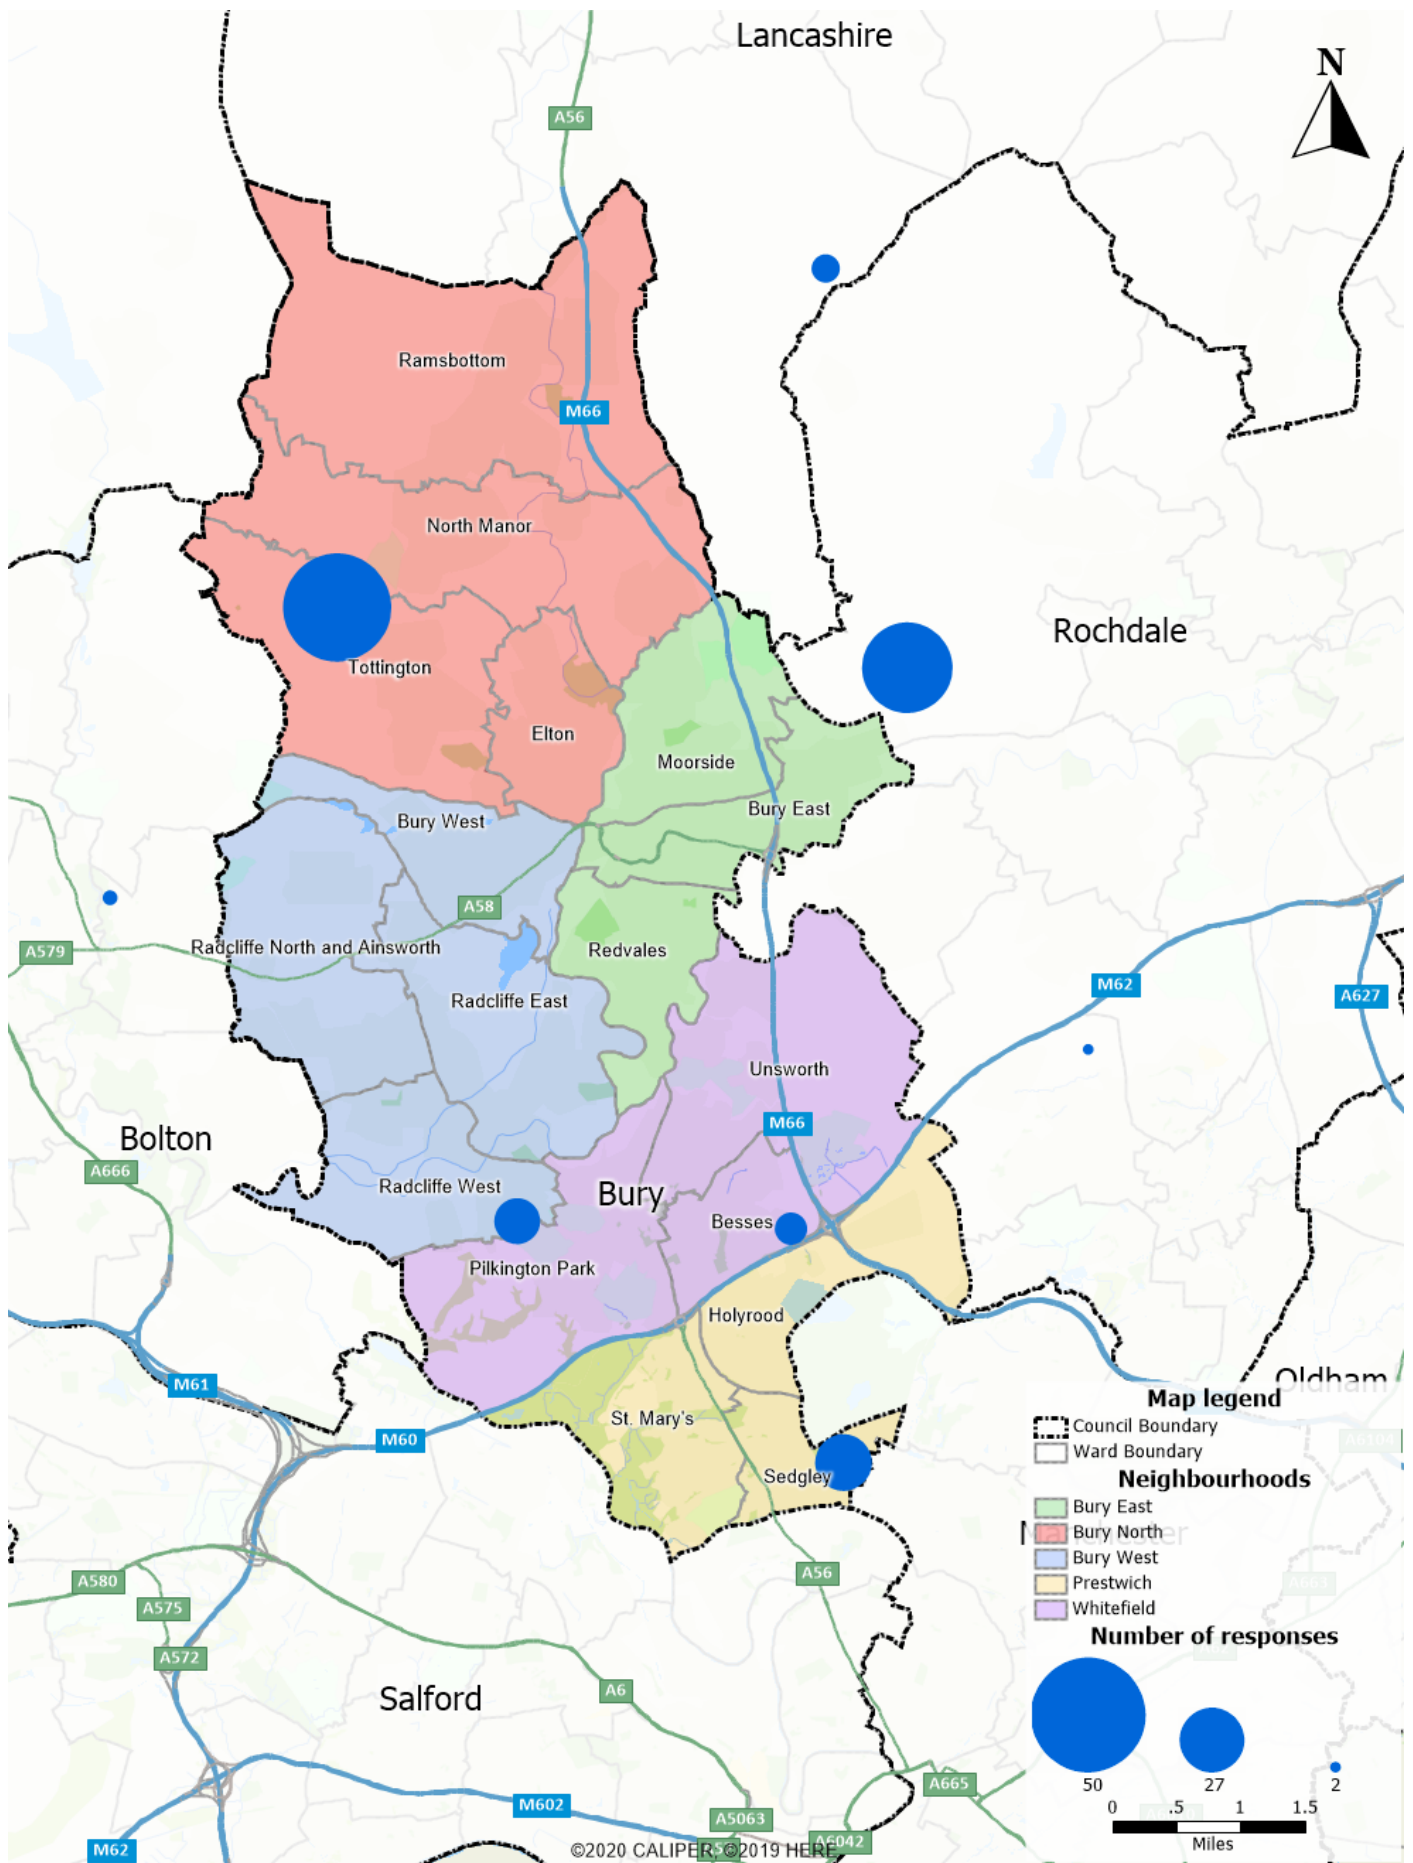 Lancashire
N
A56
Ramsbottom
M66
North Manor
Rochdale
Tottington
Elton
Moorside
Bury East
Bury West
A58
Radcliffe North and Ainsworth
Redvales
A579
M62
A627
Radcliffe East
Unsworth
M66
Bolton
A666
Radcliffe West
Bury
Besses
Pilkington Park
Holyrood
M61
Oldham
Map legend
Council Boundary
St. Mary's
M60
A6104
Ward Boundary
Sedgley
Neighbourhoods
Bury East
Bury North
Manchester
Bury West
A56
A580
Prestwich
A663
A575
Whitefield
Number of responses
A572
Salford
A6
50
27
2
A665
0 .5 1 1.5
M602
A5063
Miles
M62
A6042
©2020 CALIPER; ©2019 HERE